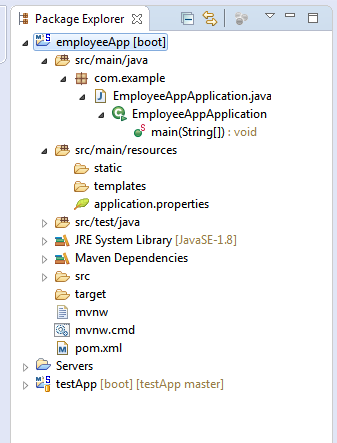 Package Explorer
employeeApp [boot]
src/main/java
com.example
EmployeeAppApplication.java
EmployeeAppApplication
main(String[]) : void
src/main/resources
static
templates
application.properties
src/test/java
JRE System Library [JavaSE-1.8]
Maven Dependencies
src
target
mvnw
mvnw.cmd
pom.xml
Servers
testApp [boot] [testApp master]